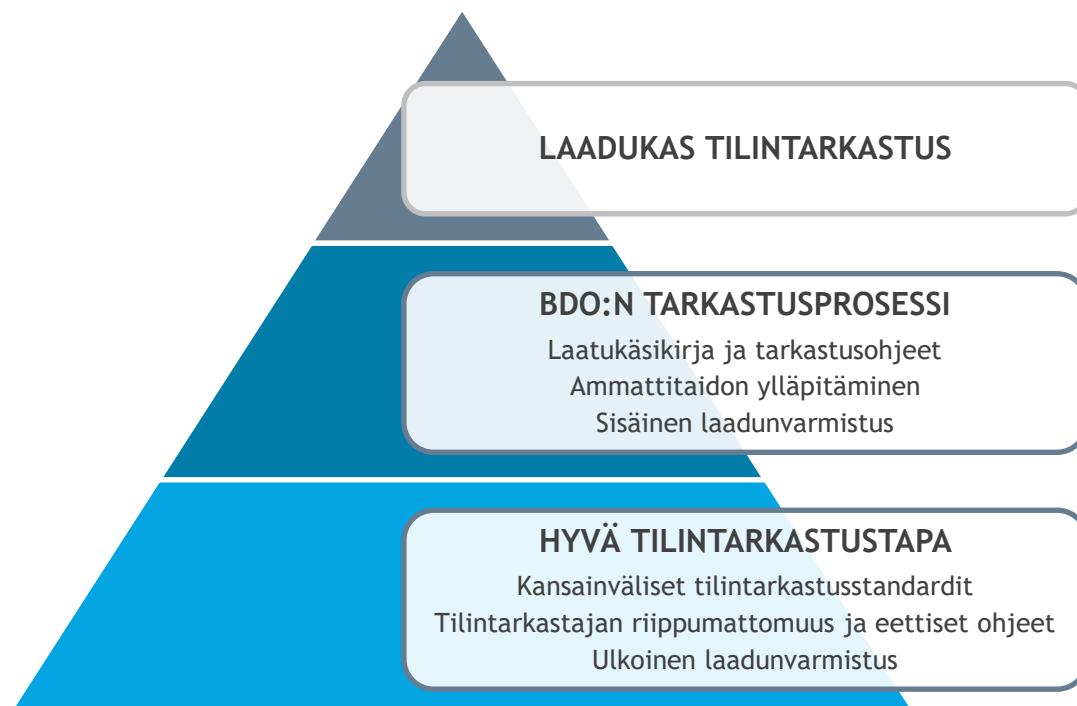 LAADUKAS TILINTARKASTUS
BDO:N TARKASTUSPROSESSI
Laatukäsikirja ja tarkastusohjeet
Ammattitaidon ylläpitäminen
Sisäinen laadunvarmistus
HYVÄ TILINTARKASTUSTAPA
Kansainväliset tilintarkastusstandardit
Tilintarkastajan riippumattomuus ja eettiset ohjeet
Ulkoinen laadunvarmistus